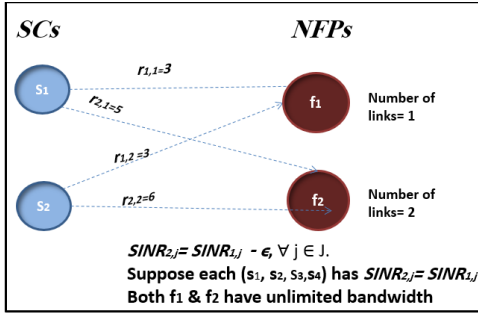 SCs NFPs
r1,1=3
S1
f1
Number of links= 1
r2,1=5
r1,2 =3
S2
r2,2=6
f2
Number of links= 2
SINR2,j= SINR1,j - ϵ, ∀ j ∈ J.
Suppose each (s1, s2, s3,s4) has SINR2,j= SINR1,j
Both f1 & f2 have unlimited bandwidth